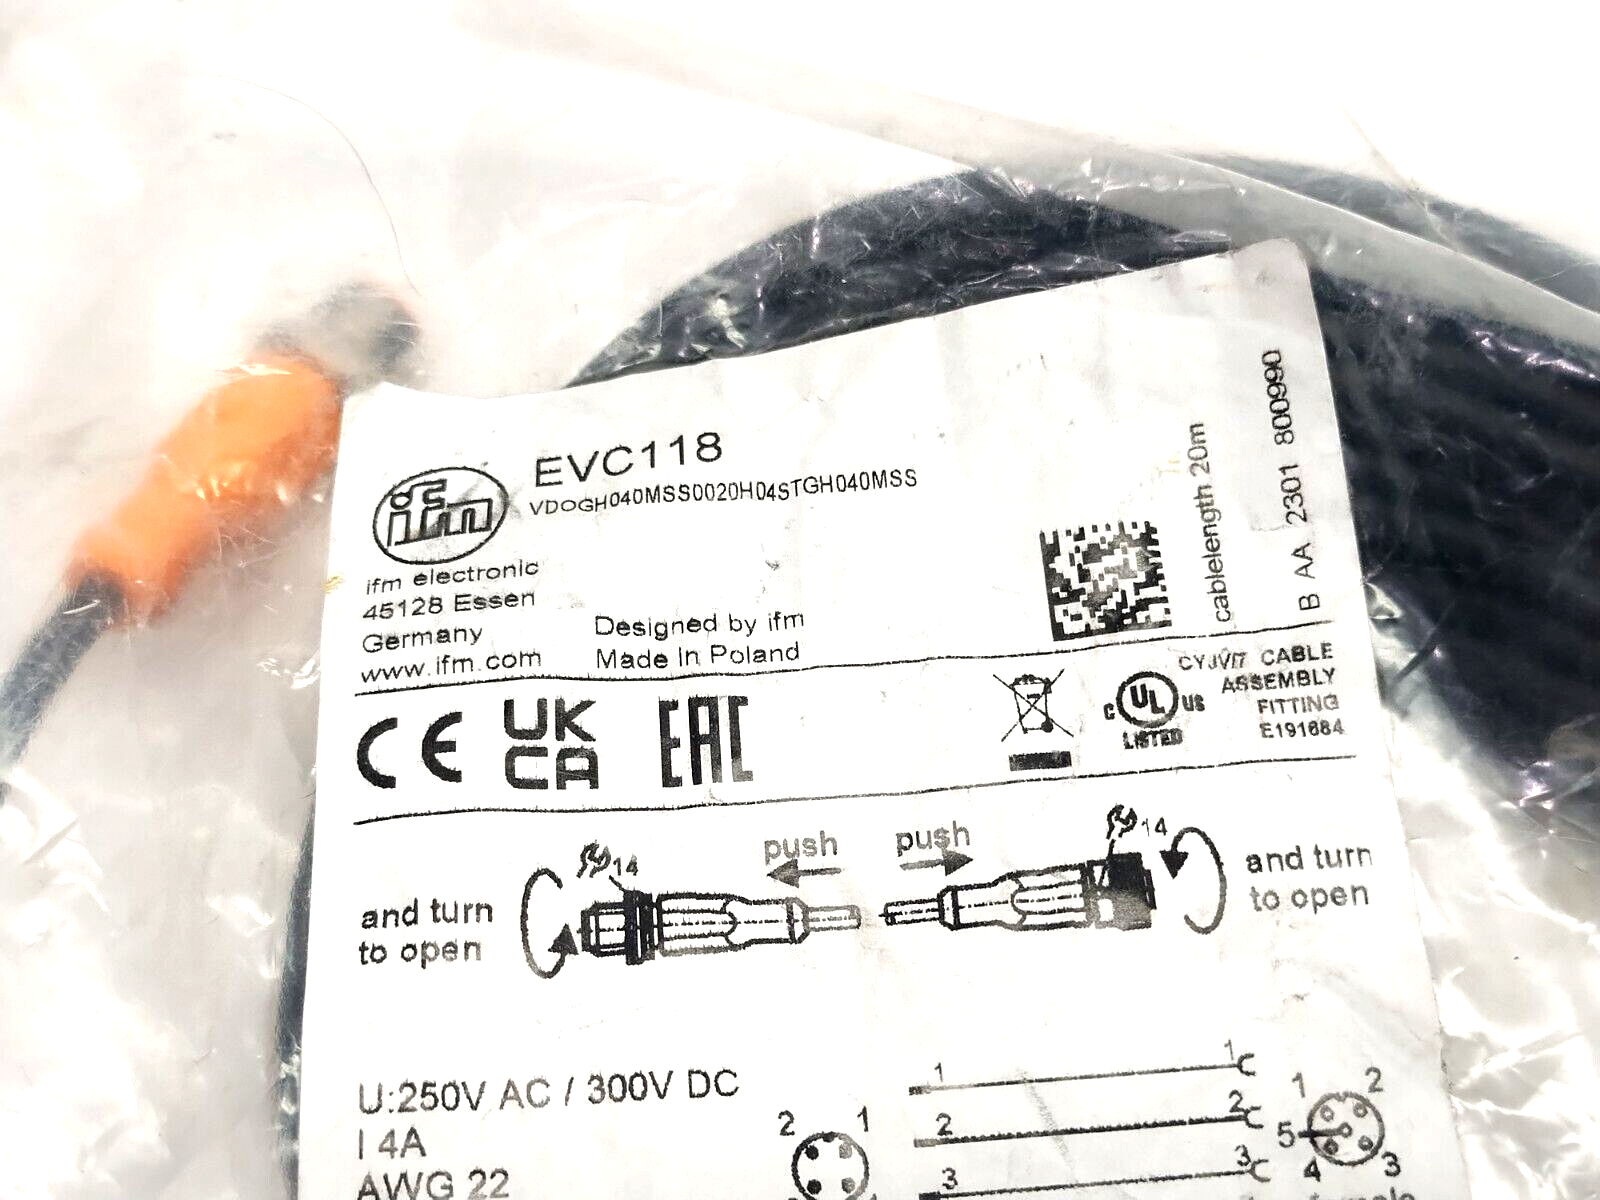 ifm
EVC118
VDOGH040MSS0020H04STGH040MSS
ifm electronic
45128 Essen
Germany
www.ifm.com
Designed by ifm
Made in Poland
cablelength 20m
B AA 2301 800990
CE
UK
CA
EAC
C UL US
LISTED
CYJV/7 CABLE
ASSEMBLY
FITTING
E191684
and turn
to open
14
push
push
14
and turn
to open
U:250V AC / 300V DC
I 4A
AWG 22
2 1
1 1
2 2
3 3
1 2
5
4 3